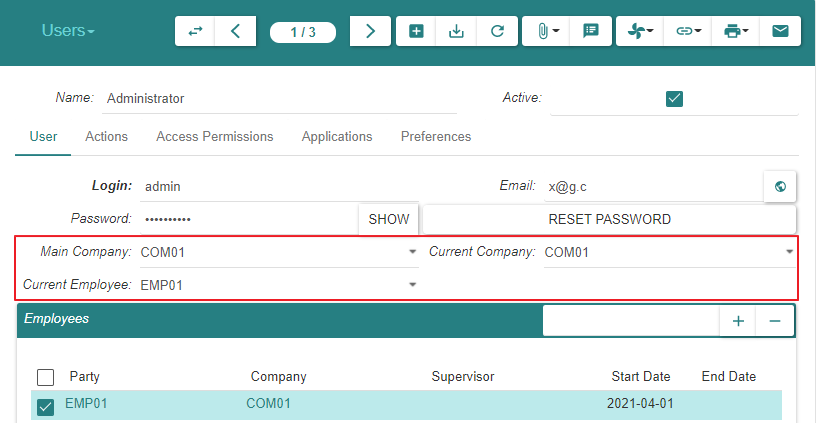 Users
1 / 3
Name: Administrator Active:
User Actions Access Permissions Applications Preferences
Login: admin Email: x@g.c
Password: •••••••••• SHOW RESET PASSWORD
Main Company: COM01 Current Company: COM01
Current Employee: EMP01
Employees
Party Company Supervisor Start Date End Date
EMP01 COM01 2021-04-01